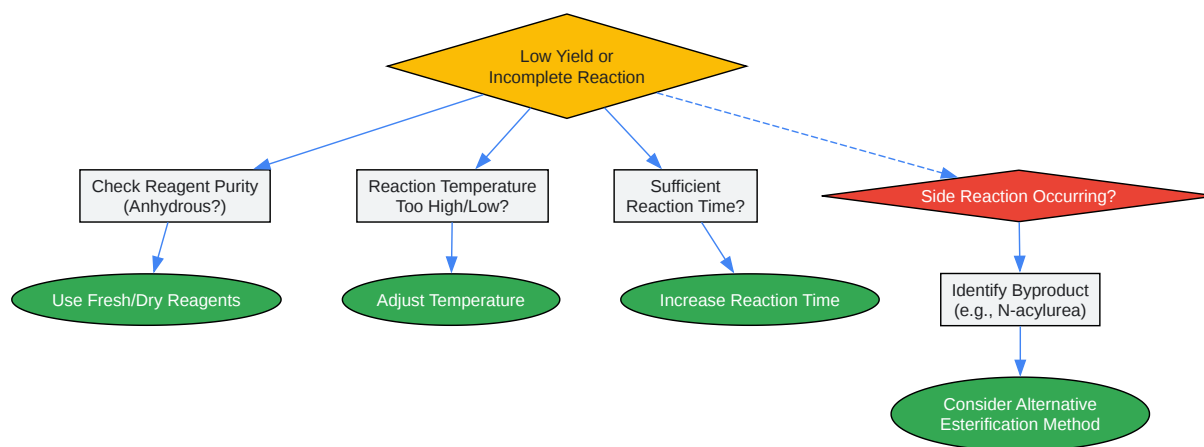 Low Yield or
Incomplete Reaction
Check Reagent Purity
(Anhydrous?)
Reaction Temperature
Too High/Low?
Sufficient
Reaction Time?
Side Reaction Occurring?
Use Fresh/Dry Reagents
Adjust Temperature
Increase Reaction Time
Identify Byproduct
(e.g., N-acylurea)
Consider Alternative
Esterification Method